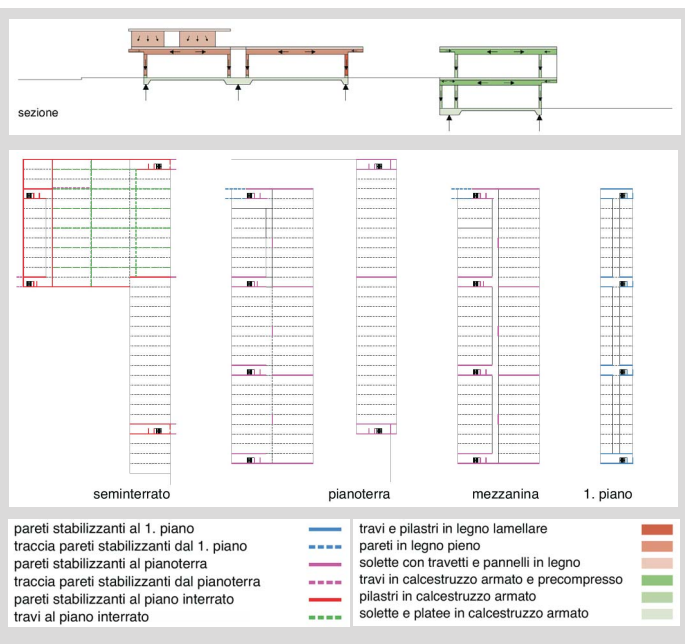 sezione
seminterrato
pianoterra
mezzanina
1. piano
pareti stabilizzanti al 1. piano
traccia pareti stabilizzanti dal 1. piano
pareti stabilizzanti al pianoterra
traccia pareti stabilizzanti dal pianoterra
pareti stabilizzanti al piano interrato
travi al piano interrato
travi e pilastri in legno lamellare
pareti in legno pieno
solette con travetti e pannelli in legno
travi in calcestruzzo armato e precompresso
pilastri in calcestruzzo armato
solette e platee in calcestruzzo armato